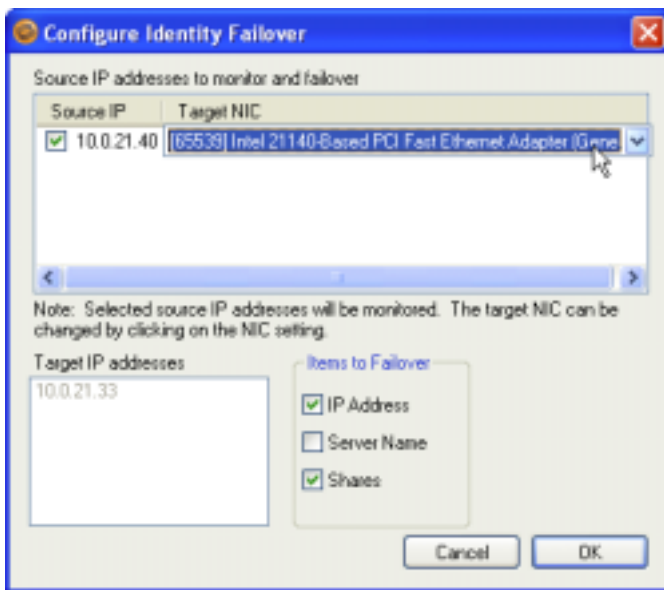 Configure Identity Failover
Source IP addresses to monitor and failover
Source IP Target NIC
10.0.21.40 [65539] Intel 21140-Based PCI Fast Ethernet Adapter (Gene
Note: Selected source IP addresses will be monitored. The target NIC can be
changed by clicking on the NIC setting.
Target IP addresses
10.0.21.33
Items to Failover
IP Address
Server Name
Shares
Cancel OK